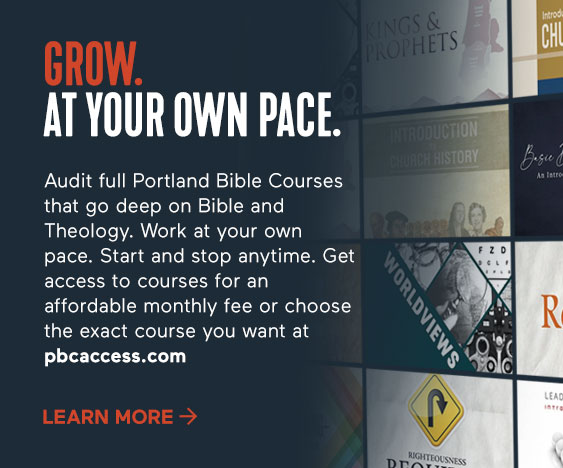 GROW.
AT YOUR OWN PACE.
Audit full Portland Bible Courses
that go deep on Bible and
Theology. Work at your own
pace. Start and stop anytime. Get
access to courses for an
affordable monthly fee or choose
the exact course you want at
pbcaccess.com
LEARN MORE →
KINGS &
PROPHETS
INTRODUCTION
CHURCH HISTORY
WORLDVIEWS
F Z D
RIGHTEOUSNESS